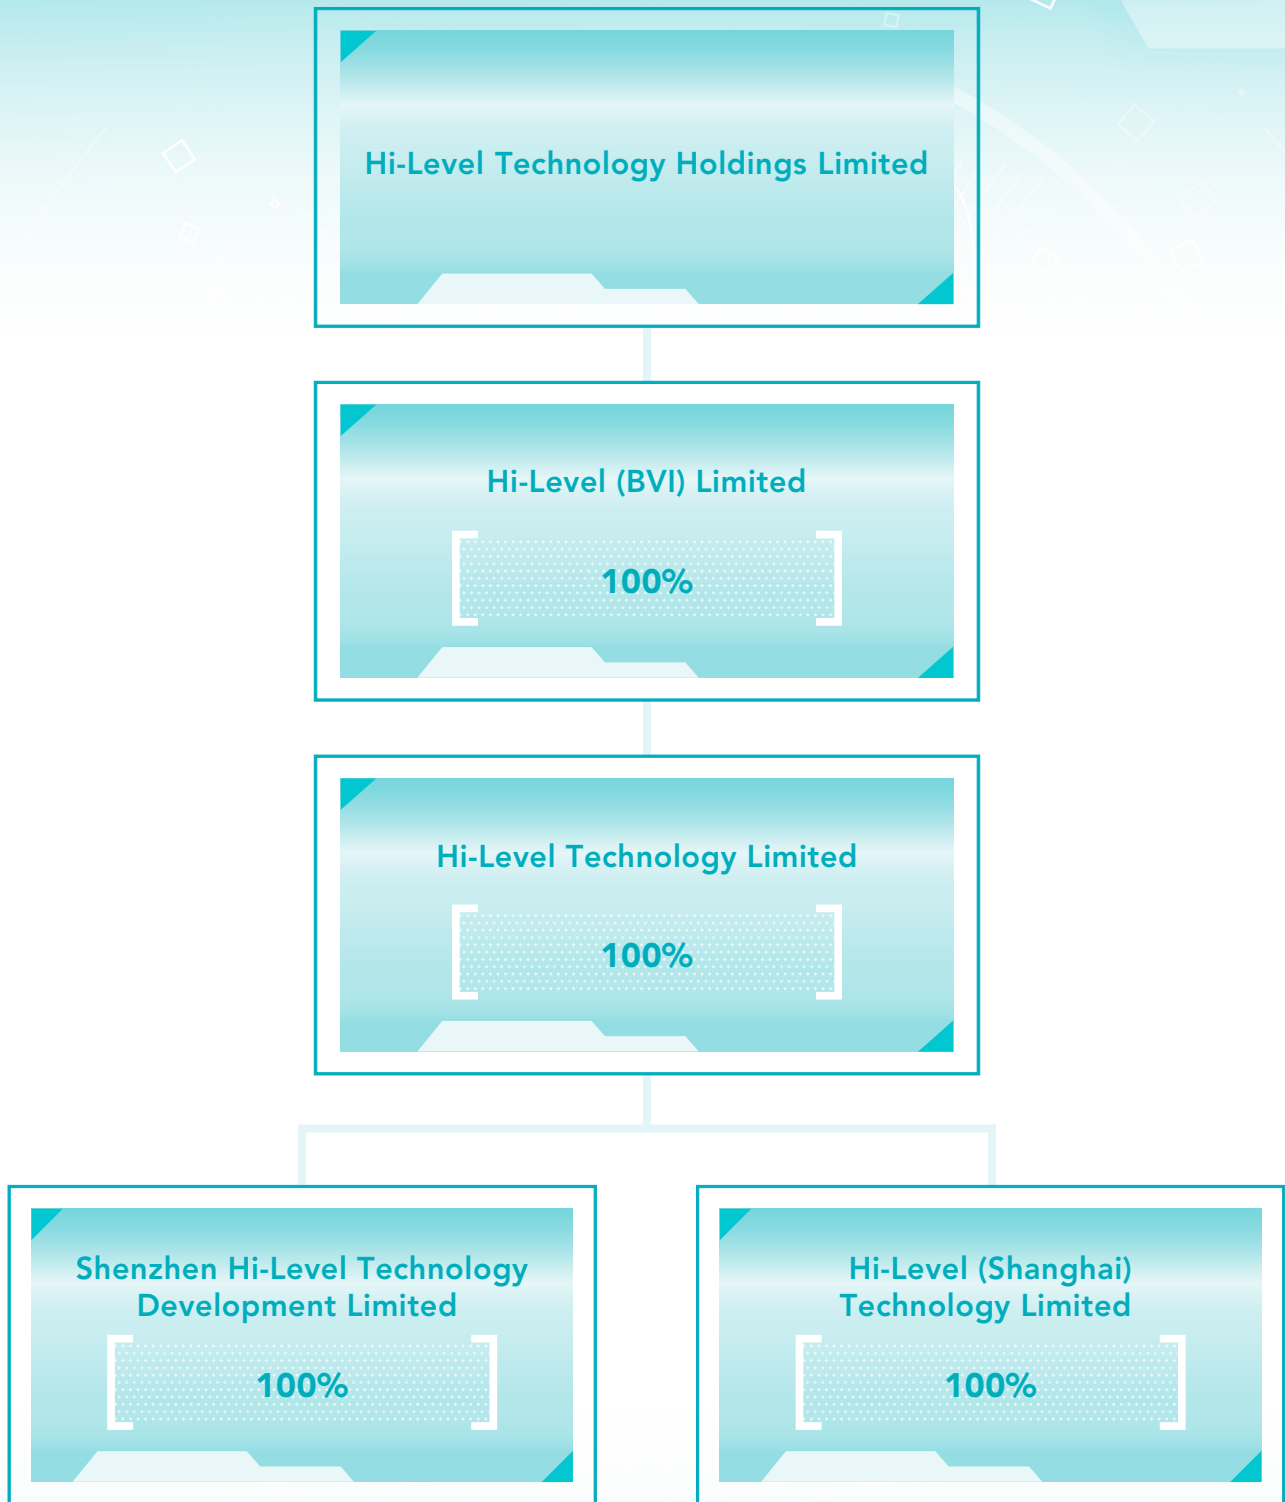 Hi-Level Technology Holdings Limited
Hi-Level (BVI) Limited
100%
Hi-Level Technology Limited
100%
Shenzhen Hi-Level Technology
Development Limited
100%
Hi-Level (Shanghai)
Technology Limited
100%